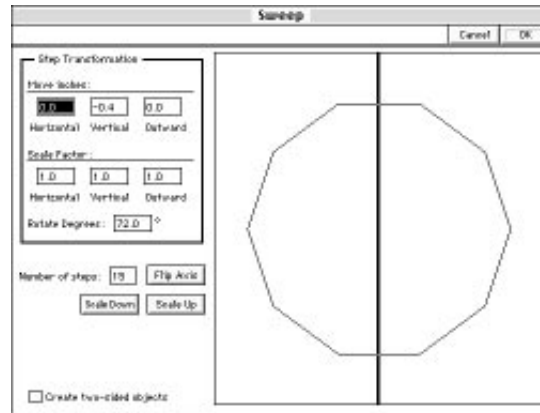 Sweep
Cancel OK
Step Transformation
Move Inches:
0.0 -0.4 0.0
Horizontal Vertical Outward
Scale Factor:
1.0 1.0 1.0
Horizontal Vertical Outward
Rotate Degrees: 72.0 °
Number of steps: 15 Flip Axis
Scale Down Scale Up
Create two-sided objects